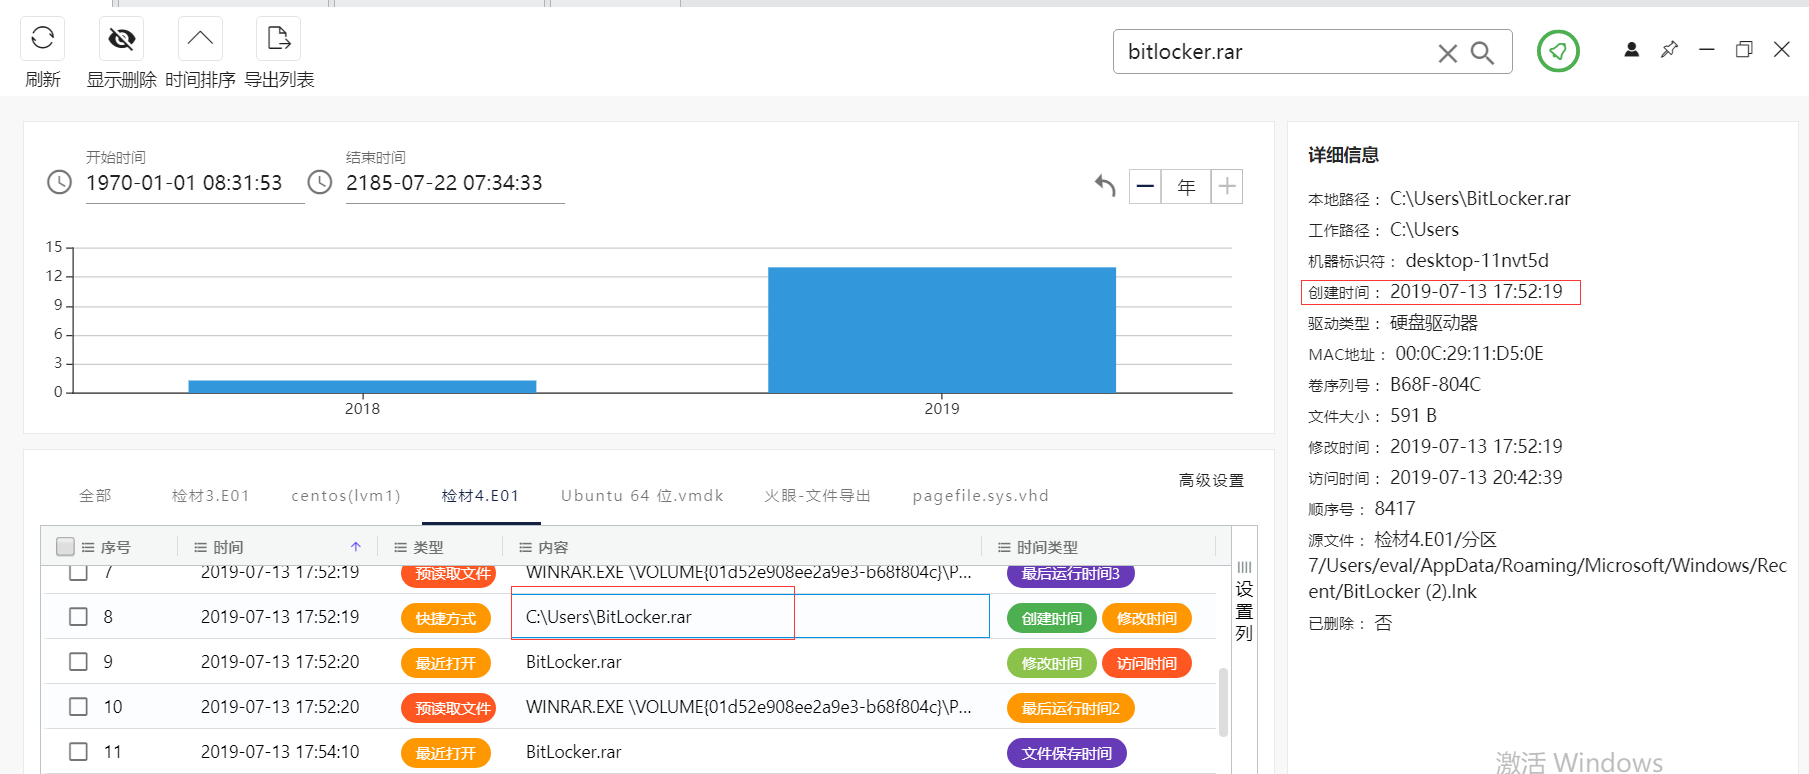 刷新
显示删除
时间排序
导出列表
bitlocker.rar
开始时间
1970-01-01 08:31:53
结束时间
2185-07-22 07:34:33
年
15
12
9
6
3
0
2018
2019
高级设置
全部
检材3.E01
centos(lvm1)
检材4.E01
Ubuntu 64 位.vmdk
火眼-文件导出
pagefile.sys.vhd
序号 时间 类型 内容 时间类型
7 2019-07-13 17:52:19 预读取文件 WINRAR.EXE \VOLUME{01d52e908ee2a9e3-b68f804c}\P... 最后运行时间3
8 2019-07-13 17:52:19 快捷方式 C:\Users\BitLocker.rar 创建时间 修改时间
9 2019-07-13 17:52:20 最近打开 BitLocker.rar 修改时间 访问时间
10 2019-07-13 17:52:20 预读取文件 WINRAR.EXE \VOLUME{01d52e908ee2a9e3-b68f804c}\P... 最后运行时间2
11 2019-07-13 17:54:10 最近打开 BitLocker.rar 文件保存时间
设
置
列
详细信息
本地路径： C:\Users\BitLocker.rar
工作路径： C:\Users
机器标识符： desktop-11nvt5d
创建时间： 2019-07-13 17:52:19
驱动类型： 硬盘驱动器
MAC地址： 00:0C:29:11:D5:0E
卷序列号： B68F-804C
文件大小： 591 B
修改时间： 2019-07-13 17:52:19
访问时间： 2019-07-13 20:42:39
顺序号： 8417
源文件： 检材4.E01/分区
7/Users/eval/AppData/Roaming/Microsoft/Windows/Rec
ent/BitLocker (2).lnk
已删除： 否
激活 Windows